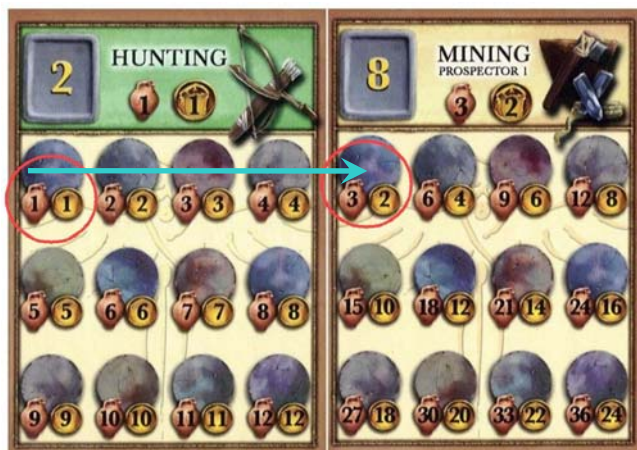 2 HUNTING
1 1
1 1 2 2 3 3 4 4
5 5 6 6 7 7 8 8
9 9 10 10 11 11 12 12
8 MINING
PROSPECTOR 1
3 2
3 2 6 4 9 6 12 8
15 10 18 12 21 14 24 16
27 18 30 20 33 22 36 24